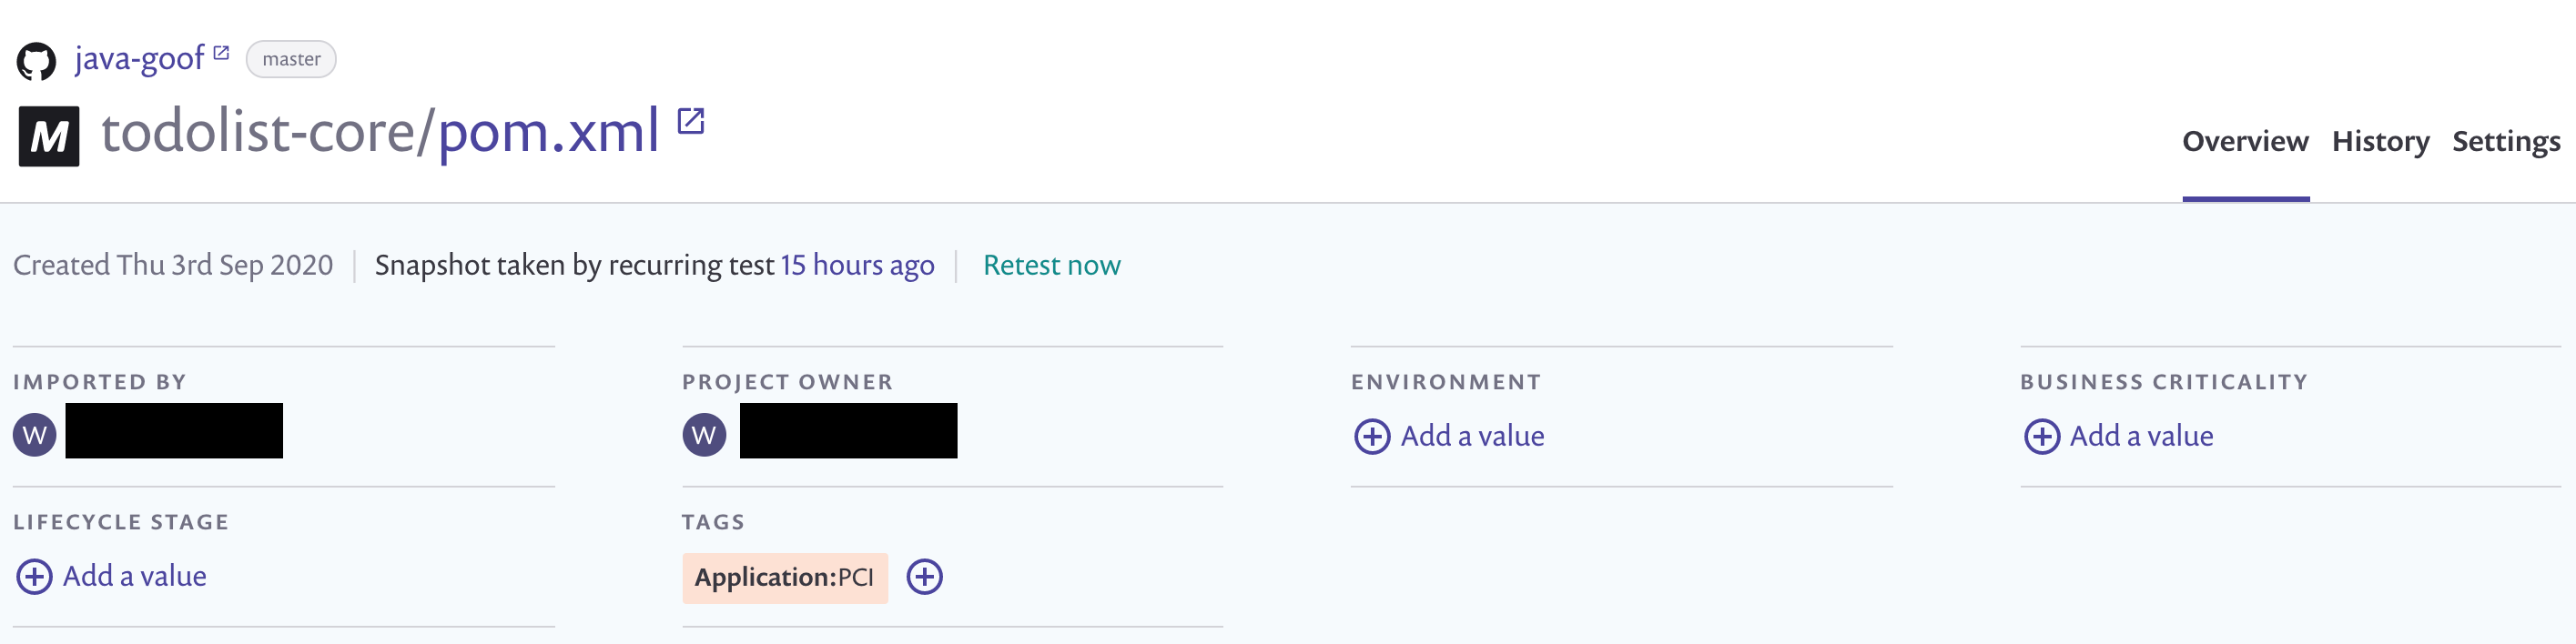 java-goof master
M todolist-core/pom.xml
Overview History Settings
Created Thu 3rd Sep 2020 Snapshot taken by recurring test 15 hours ago Retest now
IMPORTED BY PROJECT OWNER ENVIRONMENT BUSINESS CRITICALITY
W W Add a value Add a value
LIFECYCLE STAGE TAGS
Add a value Application:PCI